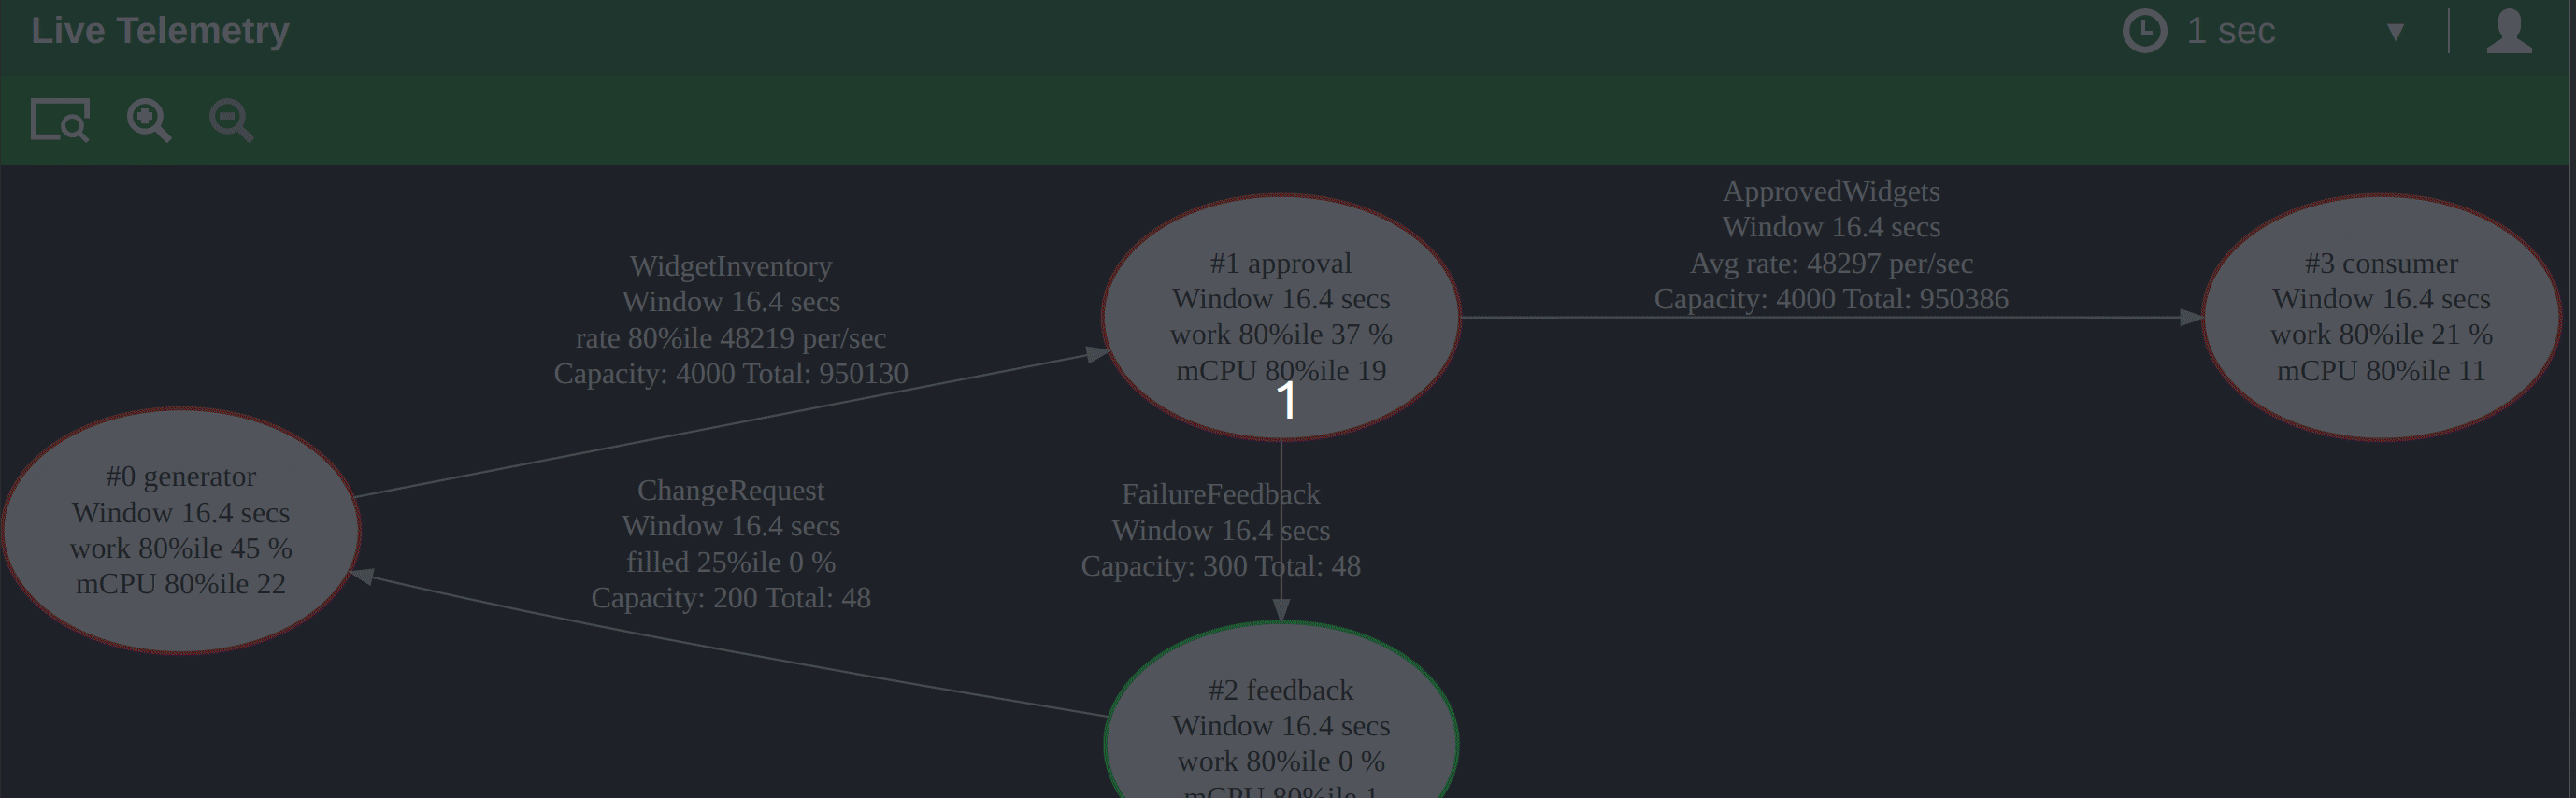 Live Telemetry
1 sec
ApprovedWidgets
Window 16.4 secs
Avg rate: 48297 per/sec
Capacity: 4000 Total: 950386
WidgetInventory
Window 16.4 secs
rate 80%ile 48219 per/sec
Capacity: 4000 Total: 950130
#1 approval
Window 16.4 secs
work 80%ile 37 %
mCPU 80%ile 19
1
#3 consumer
Window 16.4 secs
work 80%ile 21 %
mCPU 80%ile 11
#0 generator
Window 16.4 secs
work 80%ile 45 %
mCPU 80%ile 22
ChangeRequest
Window 16.4 secs
filled 25%ile 0 %
Capacity: 200 Total: 48
FailureFeedback
Window 16.4 secs
Capacity: 300 Total: 48
#2 feedback
Window 16.4 secs
work 80%ile 0 %
mCPU 80%ile 1